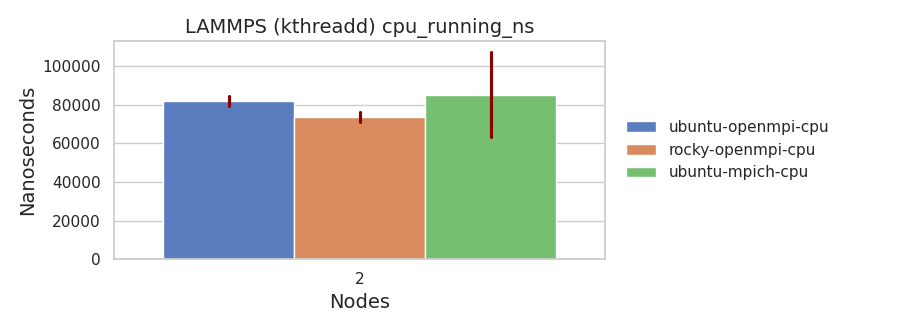 LAMMPS (kthreadd) cpu_running_ns
Nanoseconds
100000
80000
60000
40000
20000
0
2
Nodes
ubuntu-openmpi-cpu
rocky-openmpi-cpu
ubuntu-mpich-cpu